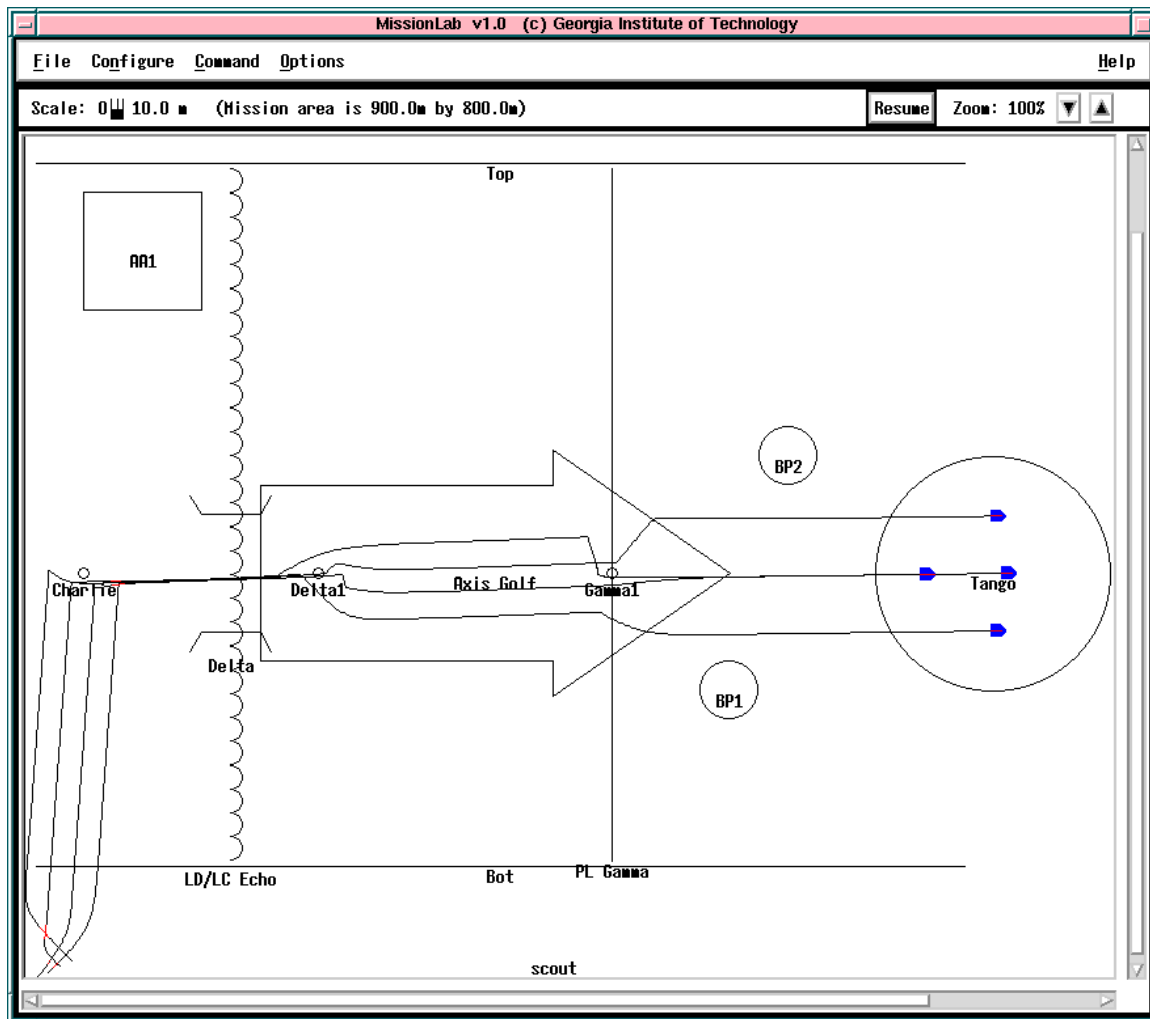 MissionLab v1.0 (c) Georgia Institute of Technology
File Configure Command Options Help
Scale: 0 10.0 m (Mission area is 900.0m by 800.0m) Resume Zoom: 100%
Top
AA1
BP2
Charlie Delta1 Axis Golf Gamma1 Tango
Delta
BP1
LD/LC Echo Bot PL Gamma
scout